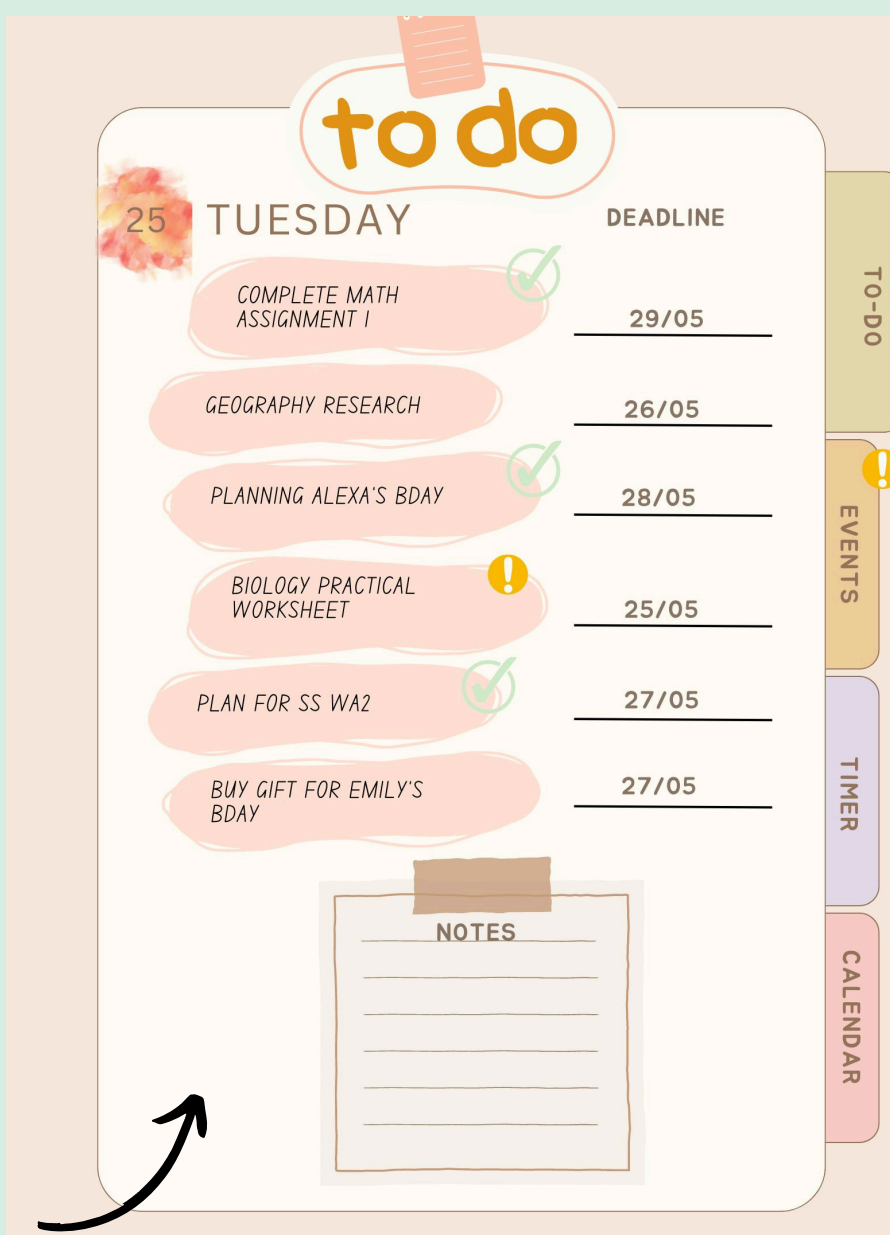 to do
25 TUESDAY DEADLINE
COMPLETE MATH
ASSIGNMENT 1
29/05
GEOGRAPHY RESEARCH
26/05
PLANNING ALEXA'S BDAY
28/05
BIOLOGY PRACTICAL
WORKSHEET
25/05
PLAN FOR SS WA2
27/05
BUY GIFT FOR EMILY'S
BDAY
27/05
NOTES
TO-DO
EVENTS
TIMER
CALENDAR